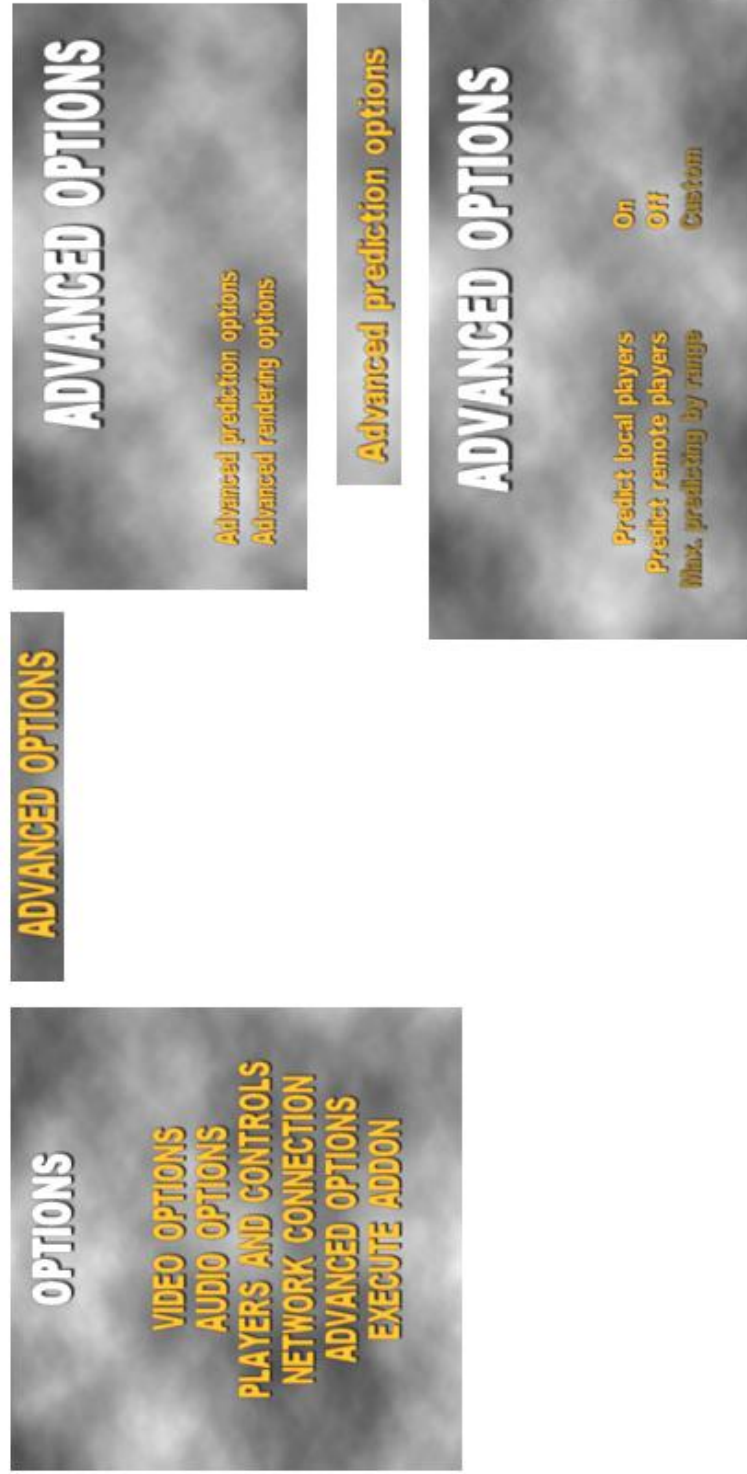 OPTIONS
VIDEO OPTIONS
AUDIO OPTIONS
PLAYERS AND CONTROLS
NETWORK CONNECTION
ADVANCED OPTIONS
EXECUTE ADDON
ADVANCED OPTIONS
ADVANCED OPTIONS
Advanced prediction options
Advanced rendering options
Advanced prediction options
ADVANCED OPTIONS
Predict local players On
Predict remote players Off
Max. predicting by range Custom